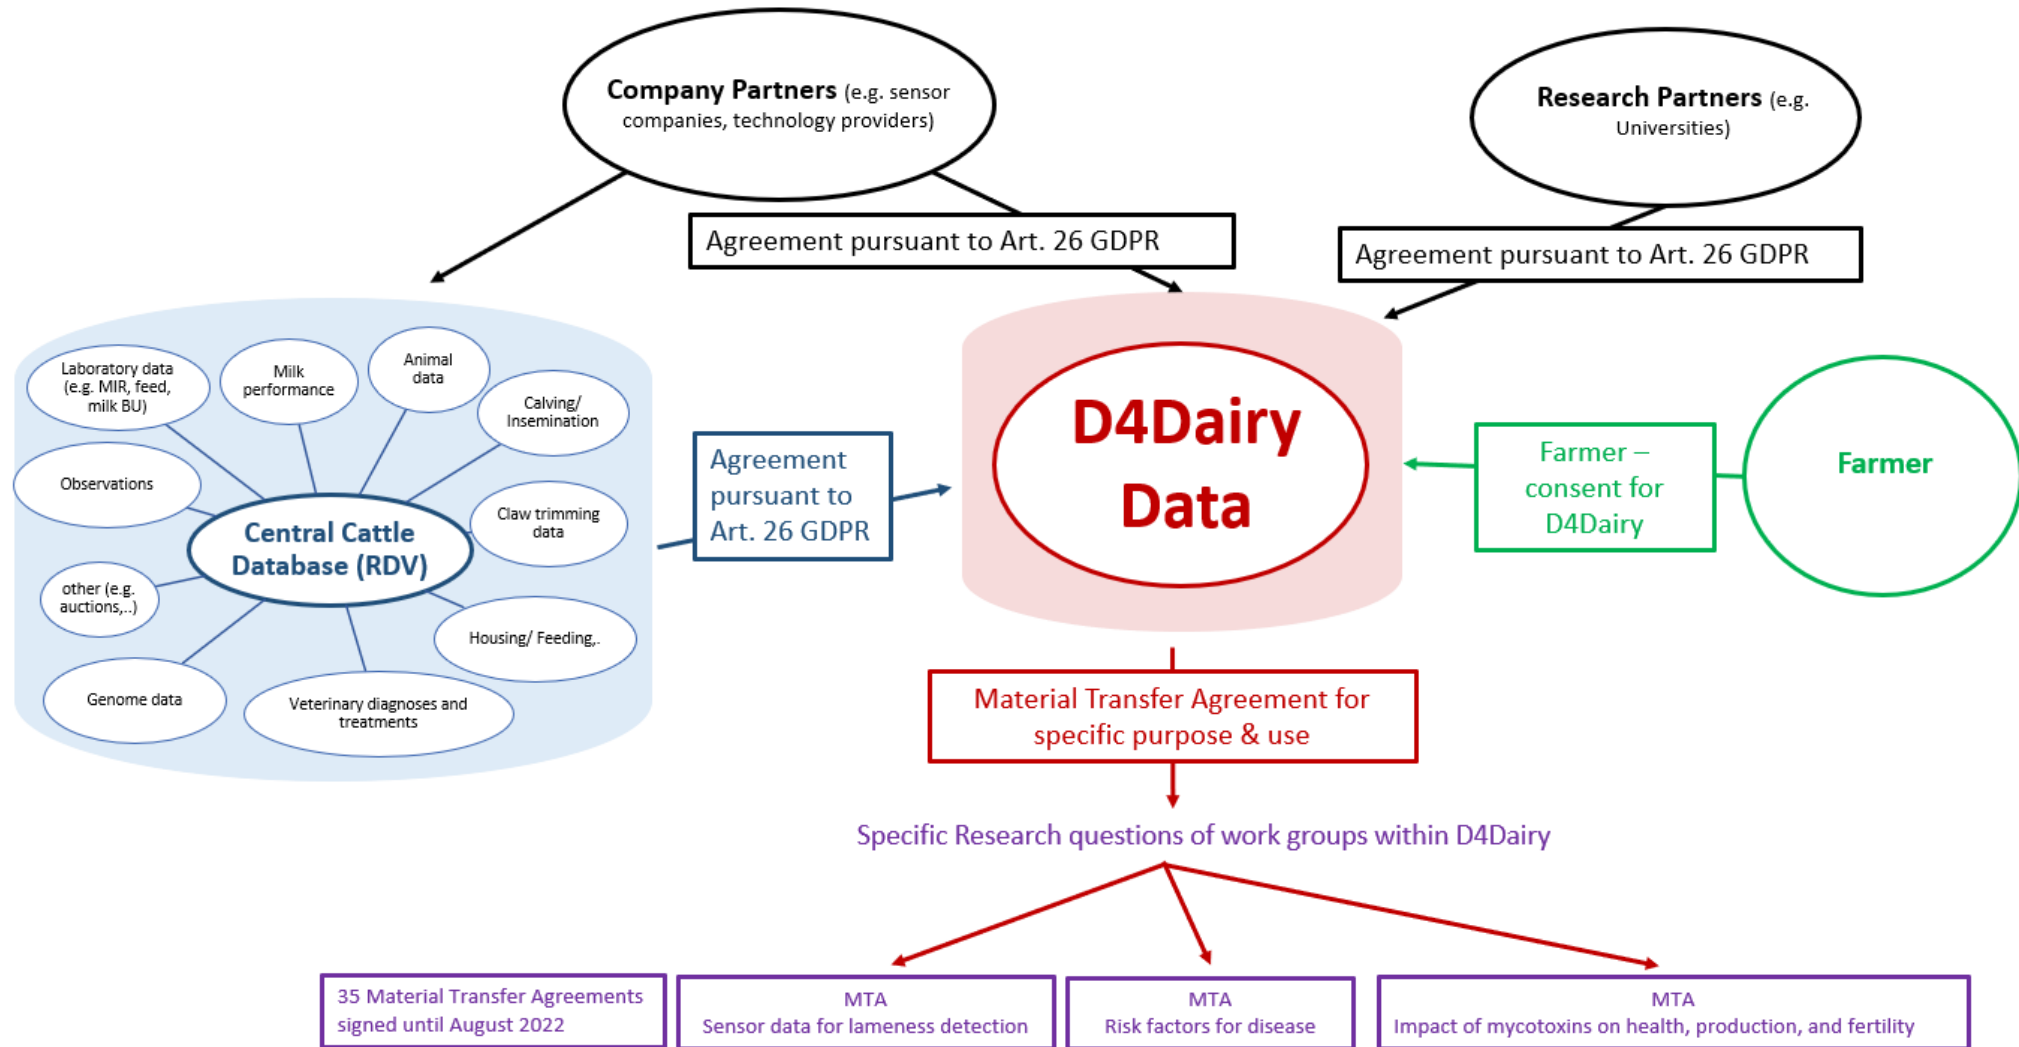 Company Partners (e.g. sensor
companies, technology providers)
Research Partners (e.g.
Universities)
Agreement pursuant to Art. 26 GDPR
Agreement pursuant to Art. 26 GDPR
Laboratory data
(e.g. MIR, feed,
milk BU)
Milk
performance
Animal
data
Calving/
Insemination
Observations
Claw trimming
data
Central Cattle
Database (RDV)
other (e.g.
auctions,..)
Housing/ Feeding,.
Genome data
Veterinary diagnoses and
treatments
Agreement
pursuant to
Art. 26 GDPR
D4Dairy
Data
Farmer –
consent for
D4Dairy
Farmer
Material Transfer Agreement for
specific purpose & use
Specific Research questions of work groups within D4Dairy
35 Material Transfer Agreements
signed until August 2022
MTA
Sensor data for lameness detection
MTA
Risk factors for disease
MTA
Impact of mycotoxins on health, production, and fertility